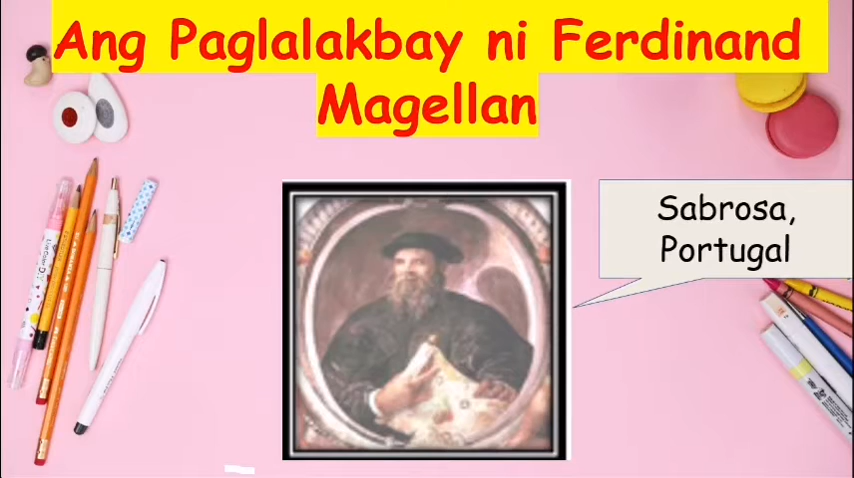 Ang Paglalakbay ni Ferdinand
Magellan
Sabrosa,
Portugal